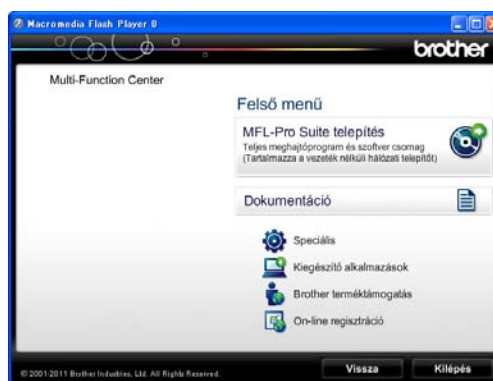 Macromedia Flash Player 8
brother
Multi-Function Center
Felső menü
MFL-Pro Suite telepítés
Teljes meghajtóprogram és szoftver csomag
(Tartalmazza a vezeték nélküli hálózati telepítőt)
Dokumentáció
Speciális
Kiegészítő alkalmazások
Brother terméktámogatás
On-line regisztráció
© 2001-2011 Brother Industries, Ltd. All Rights Reserved.
Vissza
Kilépés